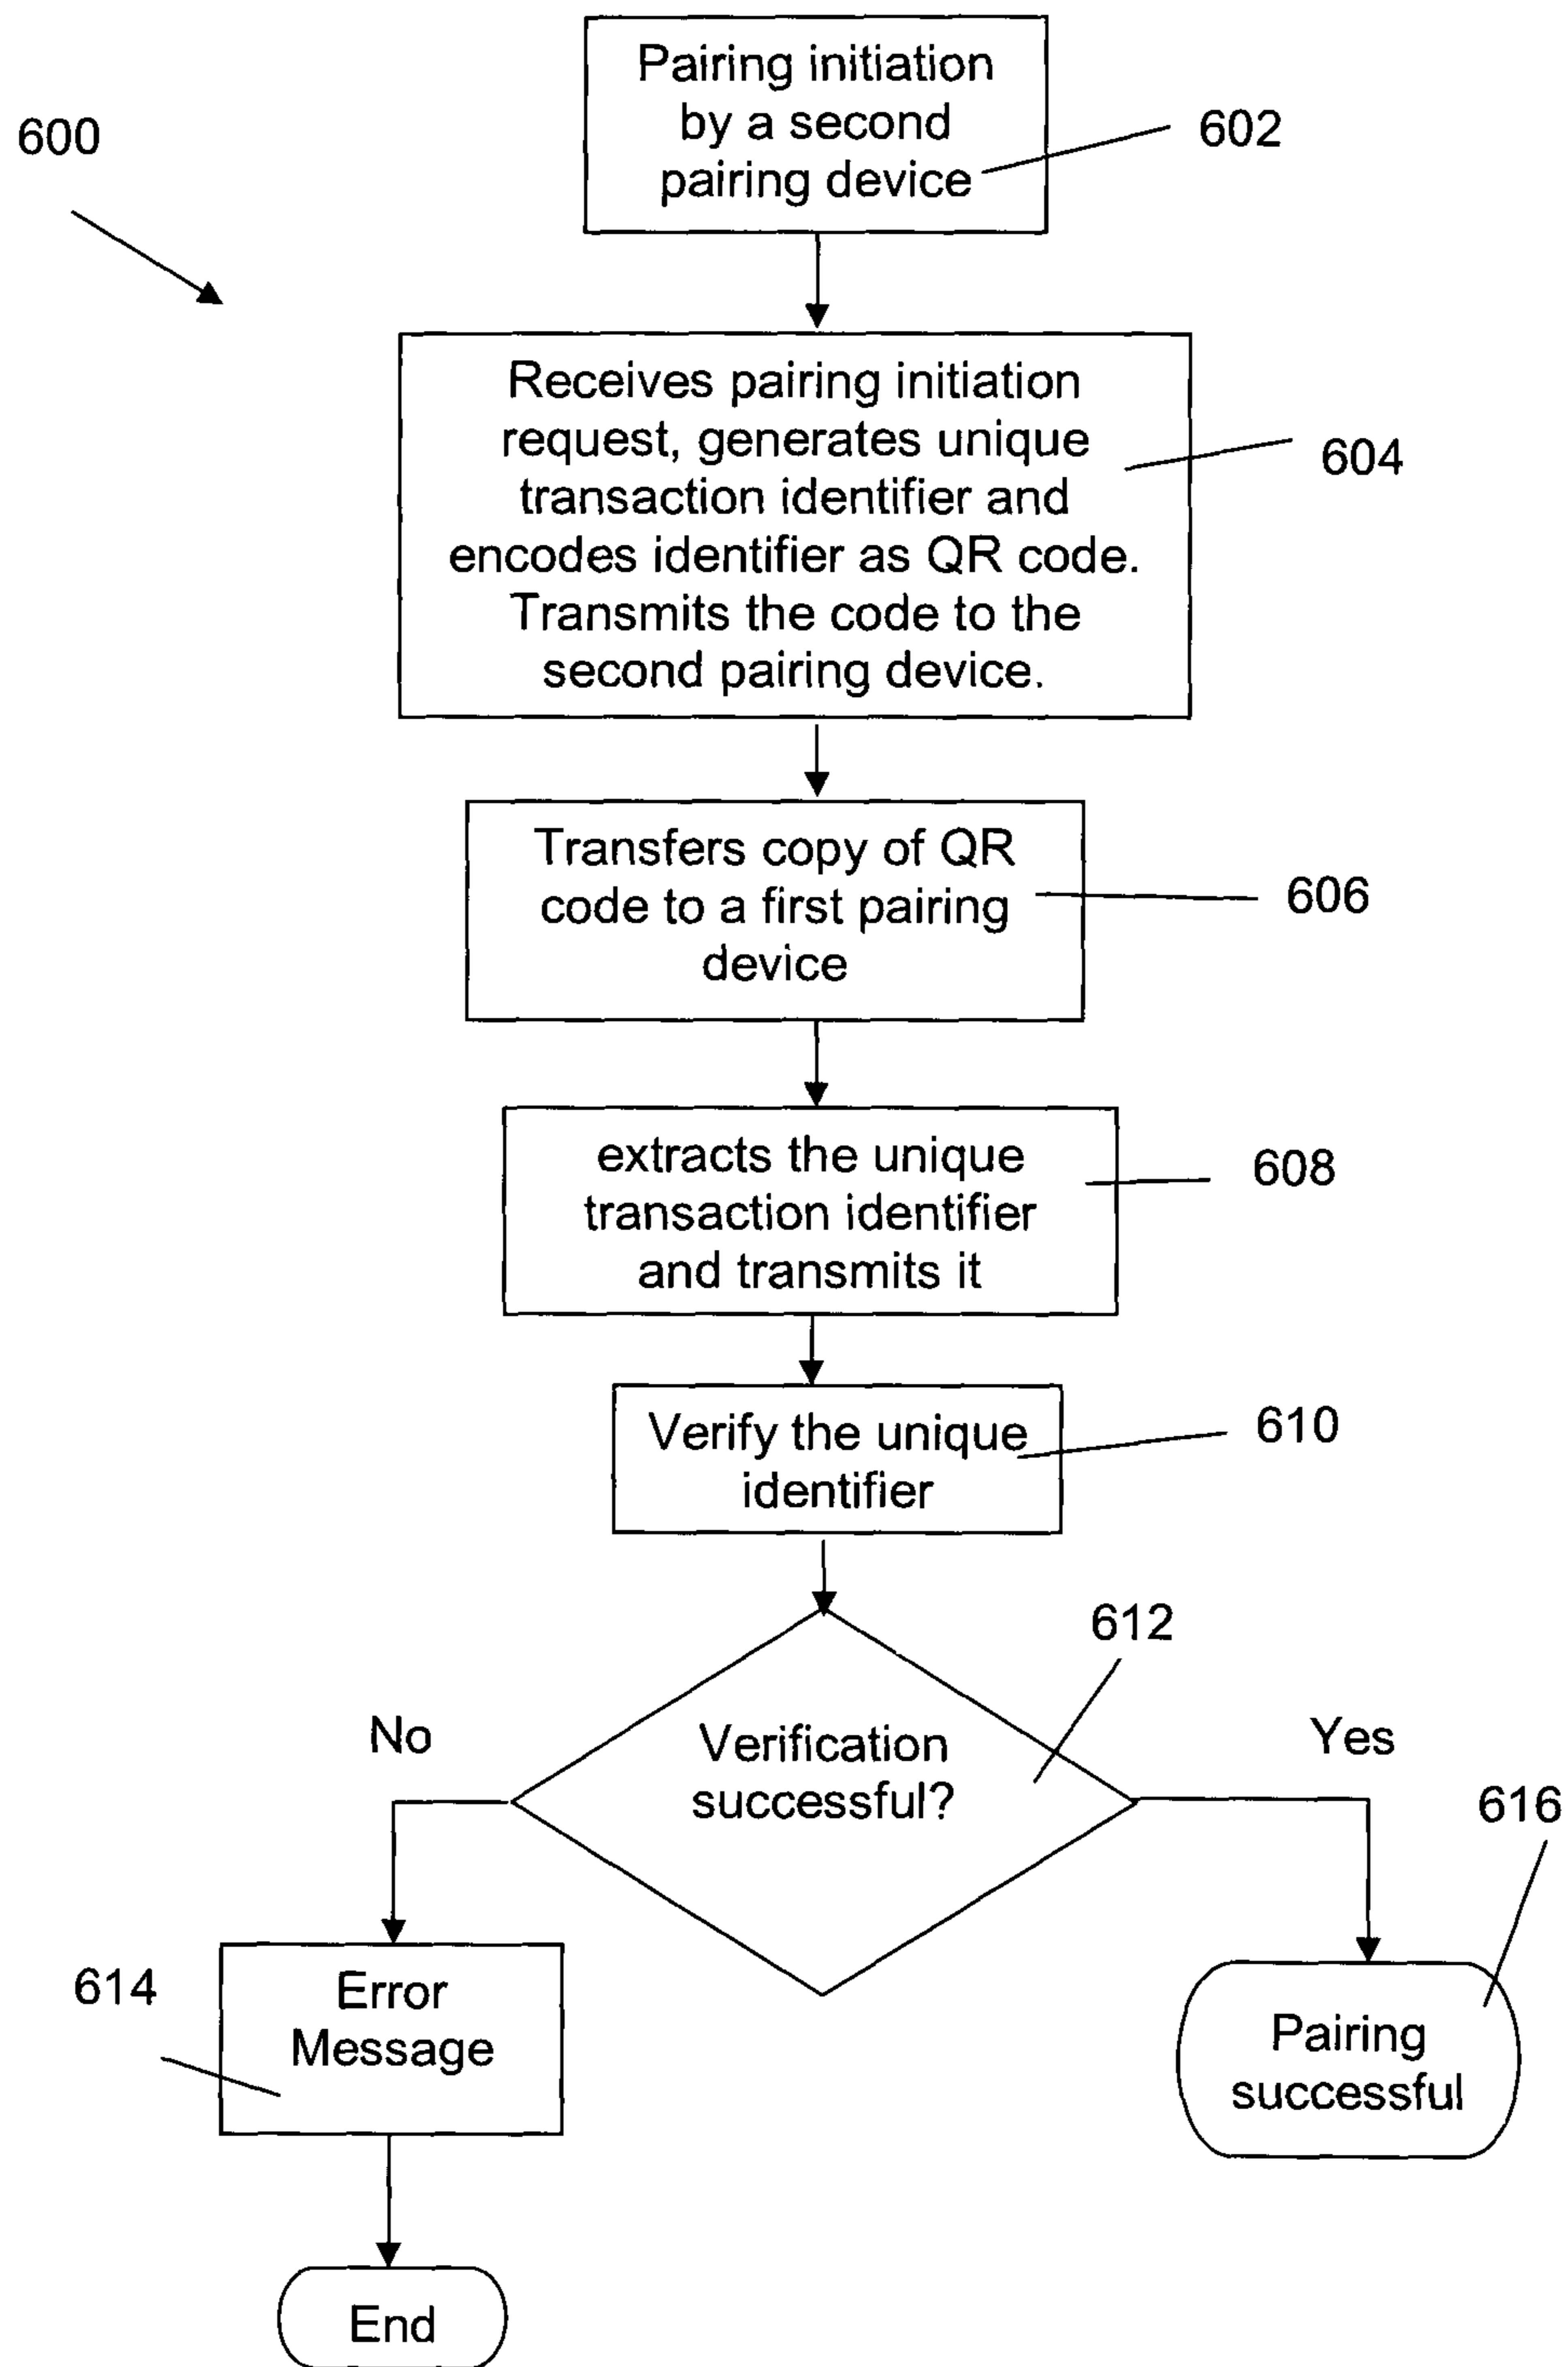 Pairing initiation
by a second
pairing device
600
602
Receives pairing initiation
request, generates unique
transaction identifier and
encodes identifier as QR code.
Transmits the code to the
second pairing device.
604
Transfers copy of QR
code to a first pairing
device
606
extracts the unique
transaction identifier
and transmits it
608
Verify the unique
identifier
610
612
No
Verification
successful?
Yes
616
614
Error
Message
Pairing
successful
End